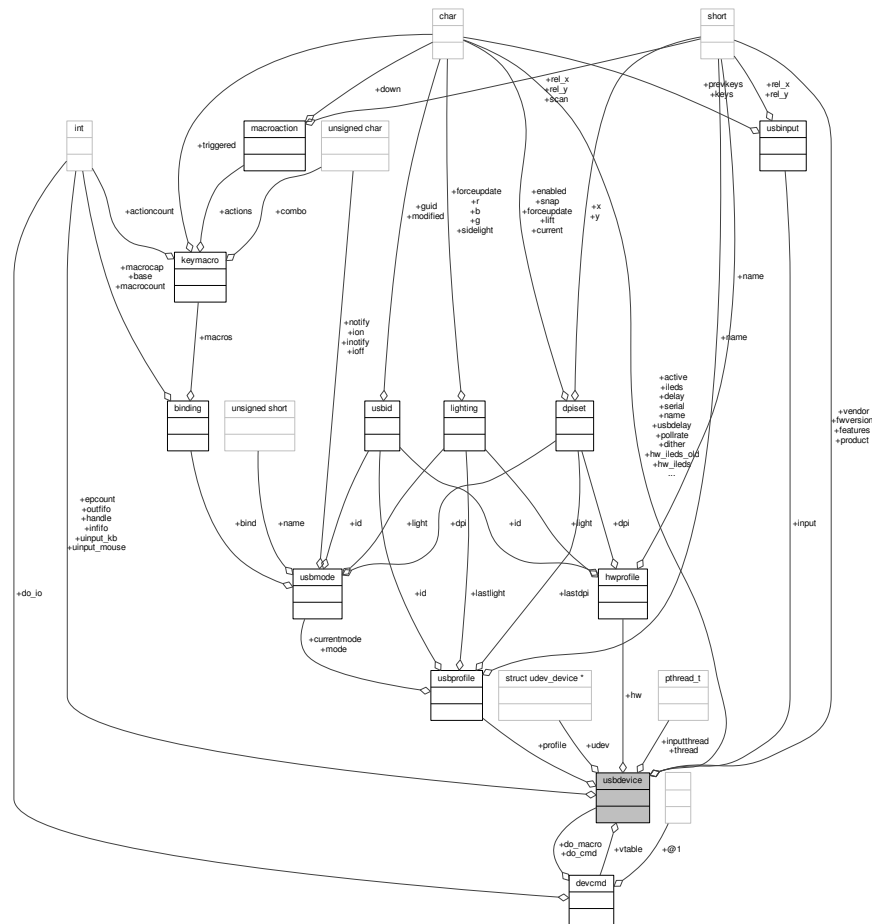 char
short
+down
+rel_x
+rel_y
+scan
+prevkeys
+keys
+rel_x
+rel_y
int
macroaction
unsigned char
usbinput
+triggered
+actioncount
+actions
+combo
+guid
+modified
+forceupdate
+r
+b
+g
+sidelight
+enabled
+snap
+forceupdate
+lift
+current
+x
+y
keymacro
+macrocap
+base
+macrocount
+name
+macros
+notify
+ion
+inotify
+ioff
+name
binding
unsigned short
usbid
lighting
dpiset
+active
+ileds
+delay
+serial
+name
+usbdelay
+pollrate
+dither
+hw_ileds_old
+hw_ileds
...
+vendor
+fwversion
+features
+product
+epcount
+outfifo
+handle
+infifo
+uinput_kb
+uinput_mouse
+bind
+name
+id
+light
+dpi
+id
+light
+dpi
+input
usbmode
hwprofile
+do_io
+id
+lastlight
+lastdpi
+currentmode
+mode
usbprofile
struct udev_device *
pthread_t
+hw
+profile
+udev
+inputthread
+thread
usbdevice
+do_macro
+do_cmd
+vtable
+@1
devcmd